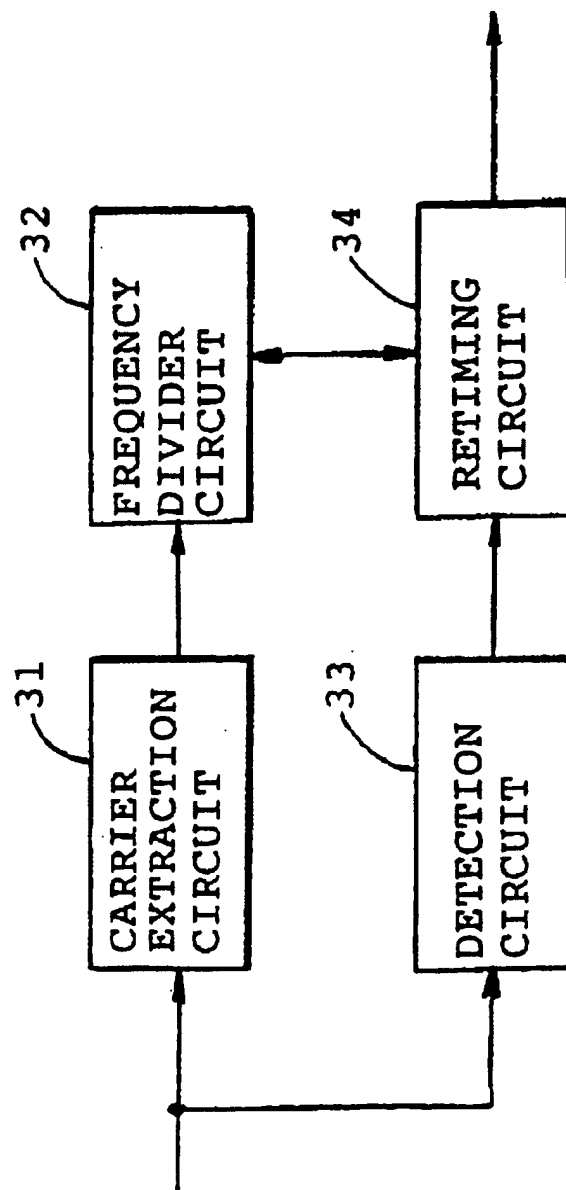 31
CARRIER
EXTRACTION
CIRCUIT
32
FREQUENCY
DIVIDER
CIRCUIT
33
DETECTION
CIRCUIT
34
RETIMING
CIRCUIT